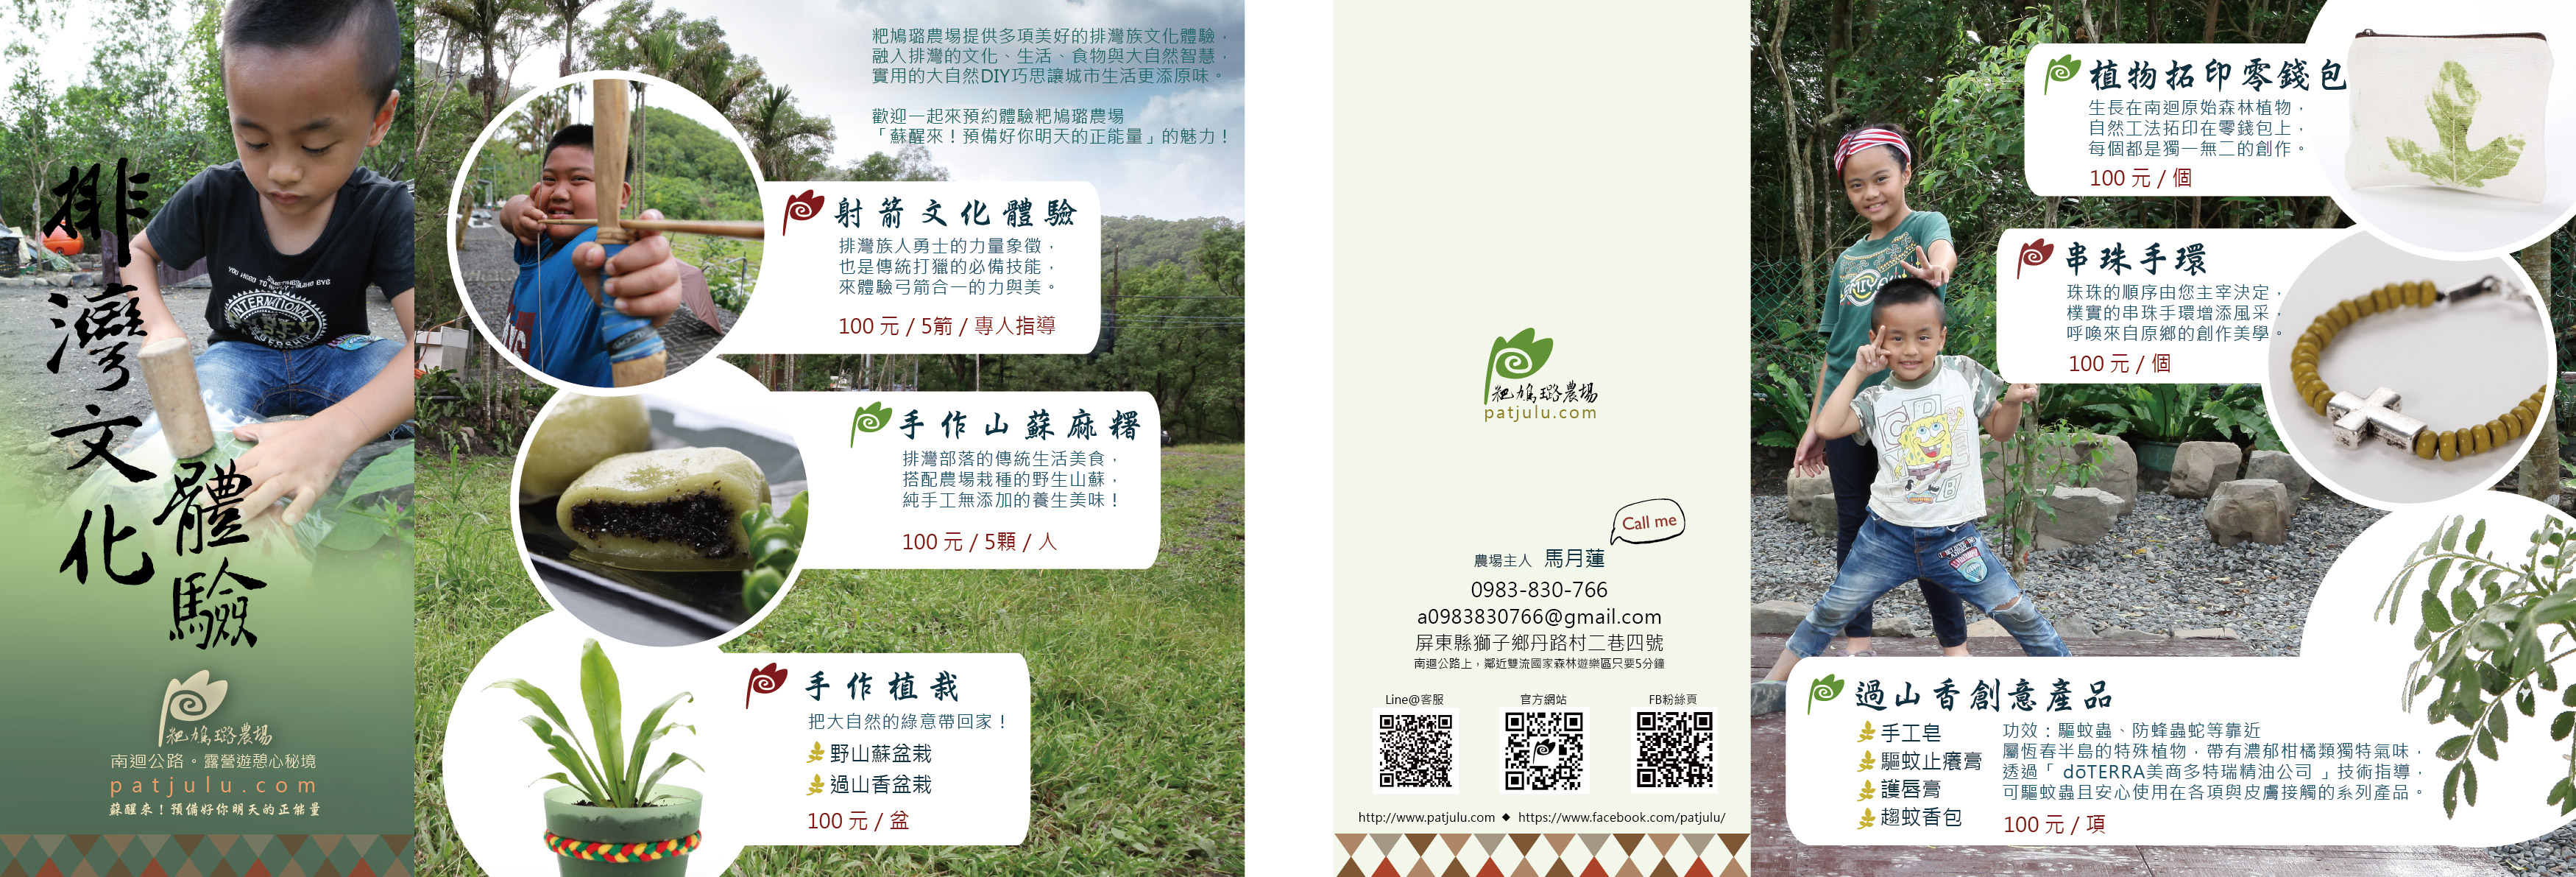 排灣文化體驗
粑鳩璐農場
南迴公路。露營遊憩心秘境
patjulu.com
蘇醒來!預備好你明天的正能量
粑鳩璐農場提供多項美好的排灣族文化體驗,
融入排灣的文化、生活、食物與大自然智慧,
實用的大自然DIY巧思讓城市生活更添原味。
歡迎一起來預約體驗粑鳩璐農場
「蘇醒來!預備好你明天的正能量」的魅力!
射箭文化體驗
排灣族人勇士的力量象徵,
也是傳統打獵的必備技能,
來體驗弓箭合一的力與美。
100 元 / 5箭 / 專人指導
手作山蘇麻糬
排灣部落的傳統生活美食,
搭配農場栽種的野生山蘇,
純手工無添加的養生美味!
100 元 / 5顆 / 人
手作植栽
把大自然的綠意帶回家!
野山蘇盆栽
過山香盆栽
100 元 / 盆
粑鳩璐農場
patjulu.com
Call me
農場主人 馬月蓮
0983-830-766
a0983830766@gmail.com
屏東縣獅子鄉丹路村二巷四號
南迴公路上,鄰近雙流國家森林遊樂區只要5分鐘
Line@客服 官方網站 FB粉絲頁
http://www.patjulu.com ◆ https://www.facebook.com/patjulu/
植物拓印零錢包
生長在南迴原始森林植物,
自然工法拓印在零錢包上,
每個都是獨一無二的創作。
100 元 / 個
串珠手環
珠珠的順序由您主宰決定,
樸實的串珠手環增添風采,
呼喚來自原鄉的創作美學。
100 元 / 個
過山香創意產品
手工皂
驅蚊止癢膏
護唇膏
趨蚊香包
功效:驅蚊蟲、防蜂蟲蛇等靠近
屬恆春半島的特殊植物,帶有濃郁柑橘類獨特氣味,
透過「 dōTERRA美商多特瑞精油公司 」技術指導,
可驅蚊蟲且安心使用在各項與皮膚接觸的系列產品。
100 元 / 項